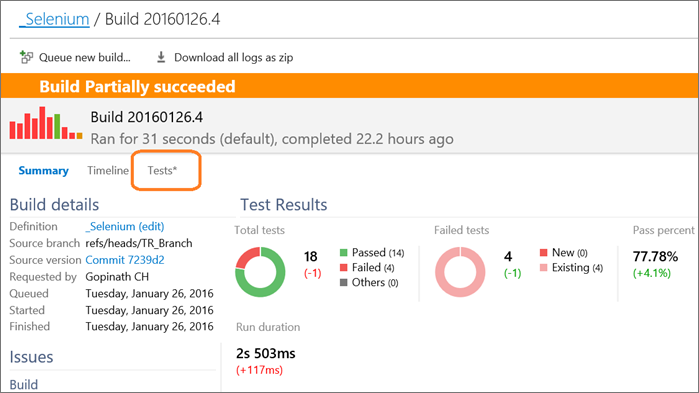 _Selenium / Build 20160126.4
Queue new build... Download all logs as zip
Build Partially succeeded
Build 20160126.4
Ran for 31 seconds (default), completed 22.2 hours ago
Summary Timeline Tests*
Build details
Definition _Selenium (edit)
Source branch refs/heads/TR_Branch
Source version Commit 7239d2
Requested by Gopinath CH
Queued Tuesday, January 26, 2016
Started Tuesday, January 26, 2016
Finished Tuesday, January 26, 2016
Issues
Build
Test Results
Total tests
18
(-1)
Passed (14)
Failed (4)
Others (0)
Failed tests
4
(-1)
New (0)
Existing (4)
Pass percent
77.78%
(+4.1%)
Run duration
2s 503ms
(+117ms)